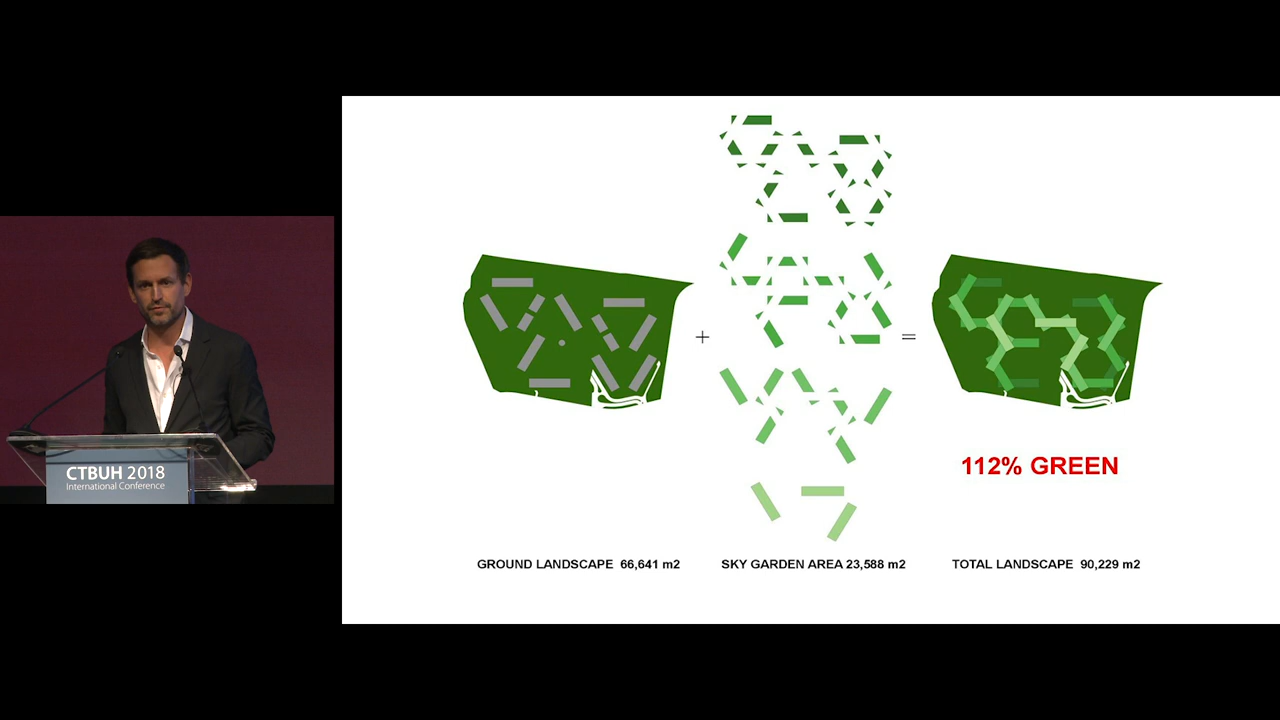 CTBUH 2018
International Conference
+
=
112% GREEN
GROUND LANDSCAPE 66,641 m2
SKY GARDEN AREA 23,588 m2
TOTAL LANDSCAPE 90,229 m2